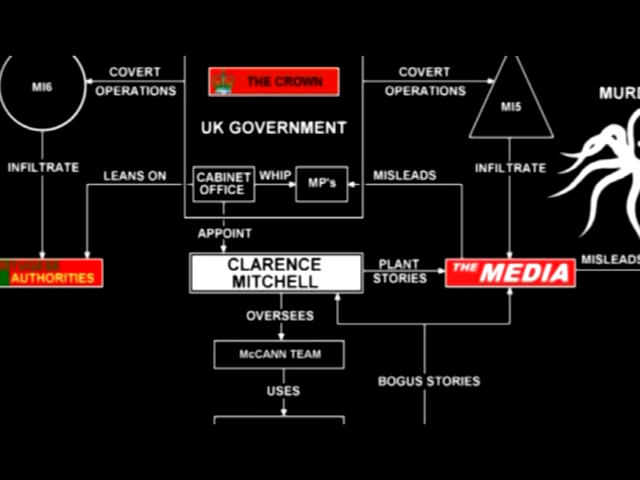 COVERT
OPERATIONS
THE CROWN
COVERT
OPERATIONS
MI6
MURD
MI5
UK GOVERNMENT
INFILTRATE
LEANS ON
CABINET
OFFICE
WHIP
MP's
MISLEADS
INFILTRATE
APPOINT
AUTHORITIES
CLARENCE
MITCHELL
PLANT
STORIES
THE MEDIA
MISLEADS
OVERSEES
McCANN TEAM
BOGUS STORIES
USES